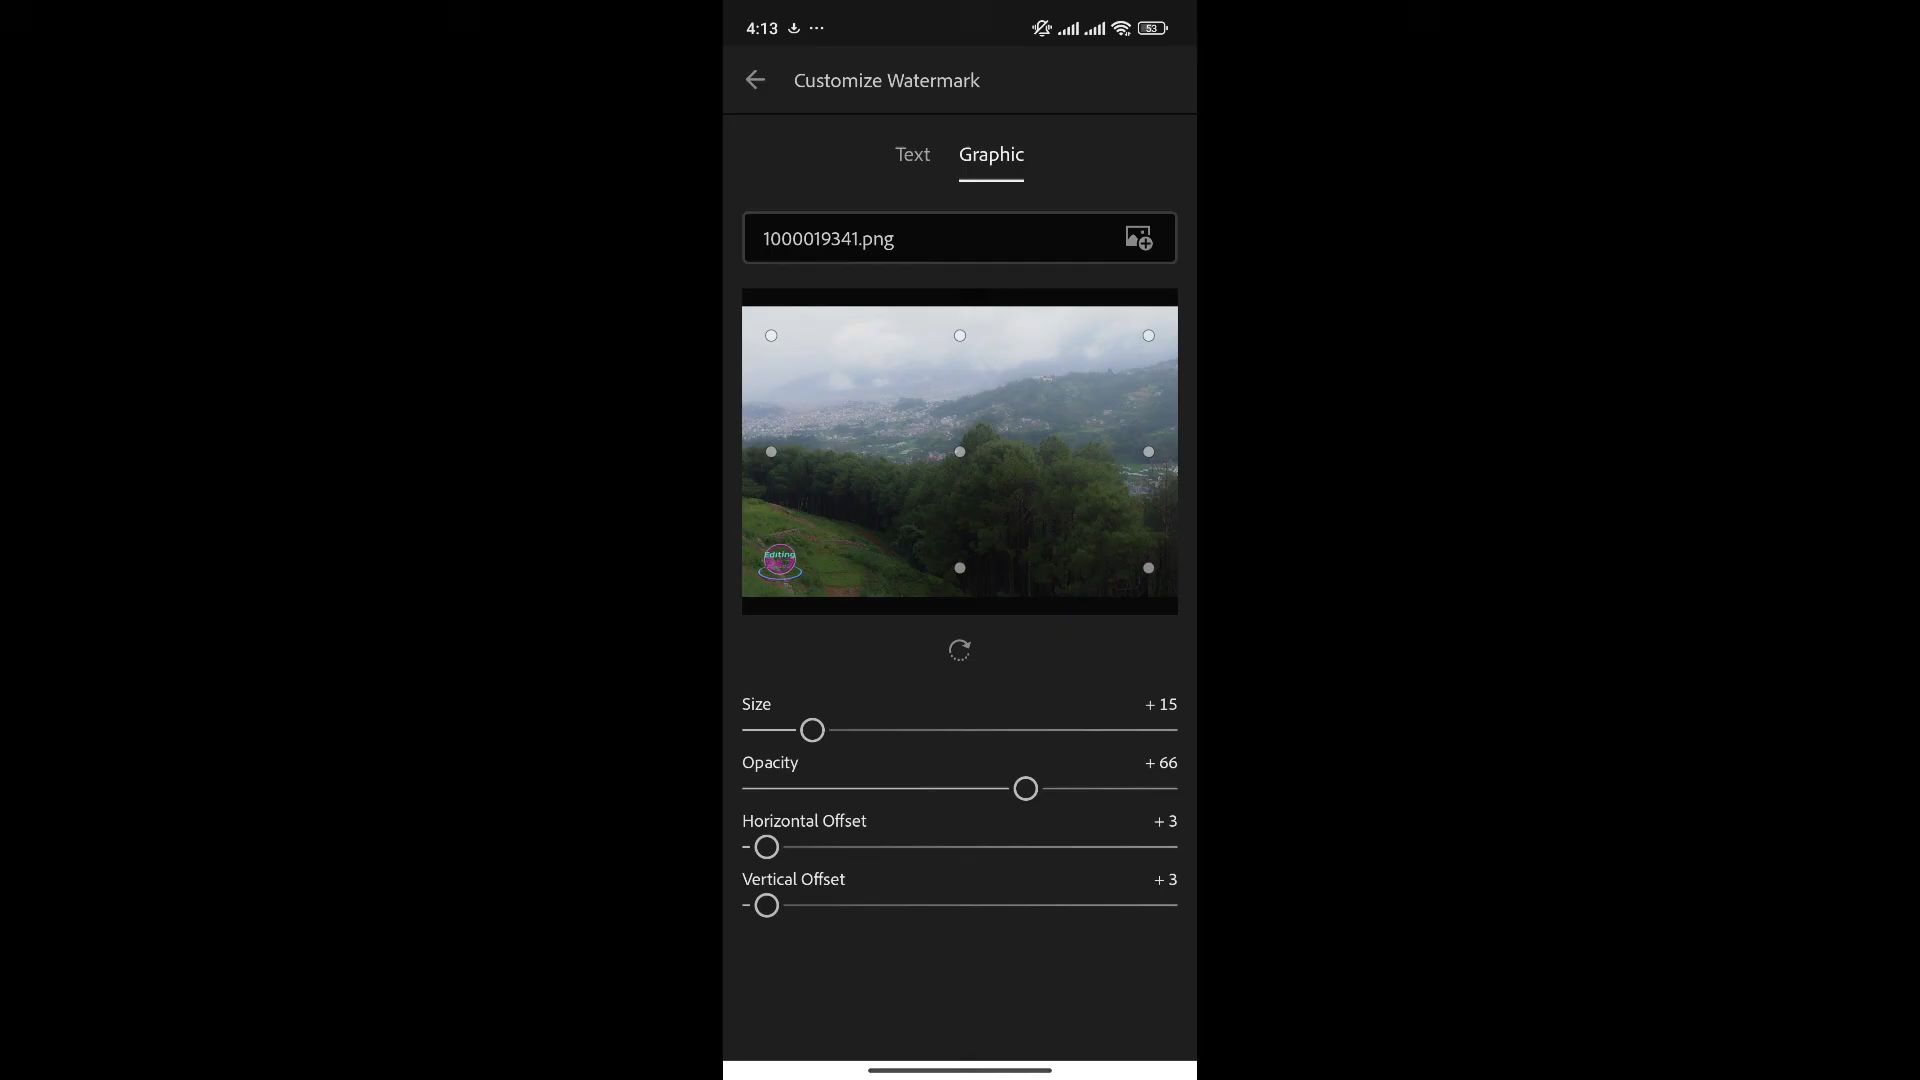 4:13
53
Customize Watermark
Text Graphic
1000019341.png
Editing
Size + 15
Opacity + 66
Horizontal Offset + 3
Vertical Offset + 3